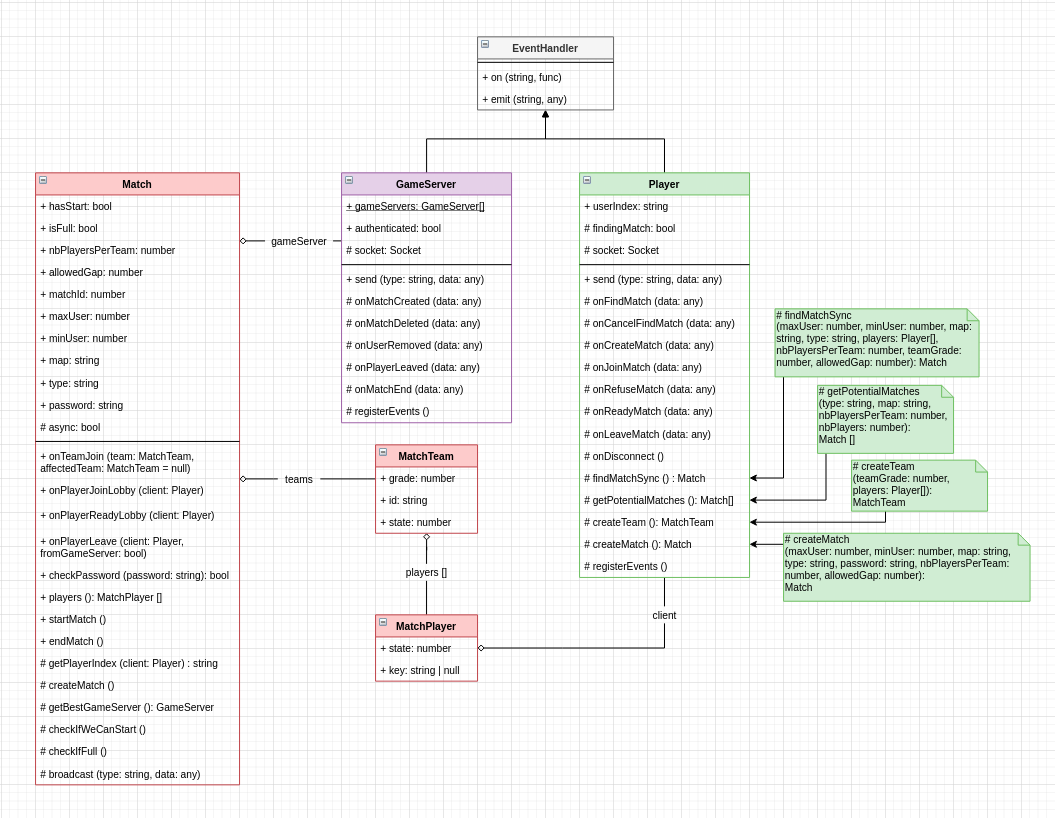 EventHandler
+ on (string, func)
+ emit (string, any)
Match
+ hasStart: bool
+ isFull: bool
+ nbPlayersPerTeam: number
+ allowedGap: number
+ matchId: number
+ maxUser: number
+ minUser: number
+ map: string
+ type: string
+ password: string
# async: bool
+ onTeamJoin (team: MatchTeam,
affectedTeam: MatchTeam = null)
+ onPlayerJoinLobby (client: Player)
+ onPlayerReadyLobby (client: Player)
+ onPlayerLeave (client: Player,
fromGameServer: bool)
+ checkPassword (password: string): bool
+ players (): MatchPlayer []
+ startMatch ()
+ endMatch ()
# getPlayerIndex (client: Player) : string
# createMatch ()
# getBestGameServer (): GameServer
# checkIfWeCanStart ()
# checkIfFull ()
# broadcast (type: string, data: any)
gameServer
teams
GameServer
+ gameServers: GameServer[]
+ authenticated: bool
# socket: Socket
+ send (type: string, data: any)
# onMatchCreated (data: any)
# onMatchDeleted (data: any)
# onUserRemoved (data: any)
# onPlayerLeaved (data: any)
# onMatchEnd (data: any)
# registerEvents ()
MatchTeam
+ grade: number
+ id: string
+ state: number
players []
MatchPlayer
+ state: number
+ key: string | null
Player
+ userIndex: string
# findingMatch: bool
# socket: Socket
+ send (type: string, data: any)
# onFindMatch (data: any)
# onCancelFindMatch (data: any)
# onCreateMatch (data: any)
# onJoinMatch (data: any)
# onRefuseMatch (data: any)
# onReadyMatch (data: any)
# onLeaveMatch (data: any)
# onDisconnect ()
# findMatchSync () : Match
# getPotentialMatches (): Match[]
# createTeam (): MatchTeam
# createMatch (): Match
# registerEvents ()
client
# findMatchSync
(maxUser: number, minUser: number, map:
string, type: string, players: Player[],
nbPlayersPerTeam: number, teamGrade:
number, allowedGap: number): Match
# getPotentialMatches
(type: string, map: string,
nbPlayersPerTeam: number,
nbPlayers: number):
Match []
# createTeam
(teamGrade: number,
players: Player[]):
MatchTeam
# createMatch
(maxUser: number, minUser: number, map: string,
type: string, password: string, nbPlayersPerTeam:
number, allowedGap: number):
Match